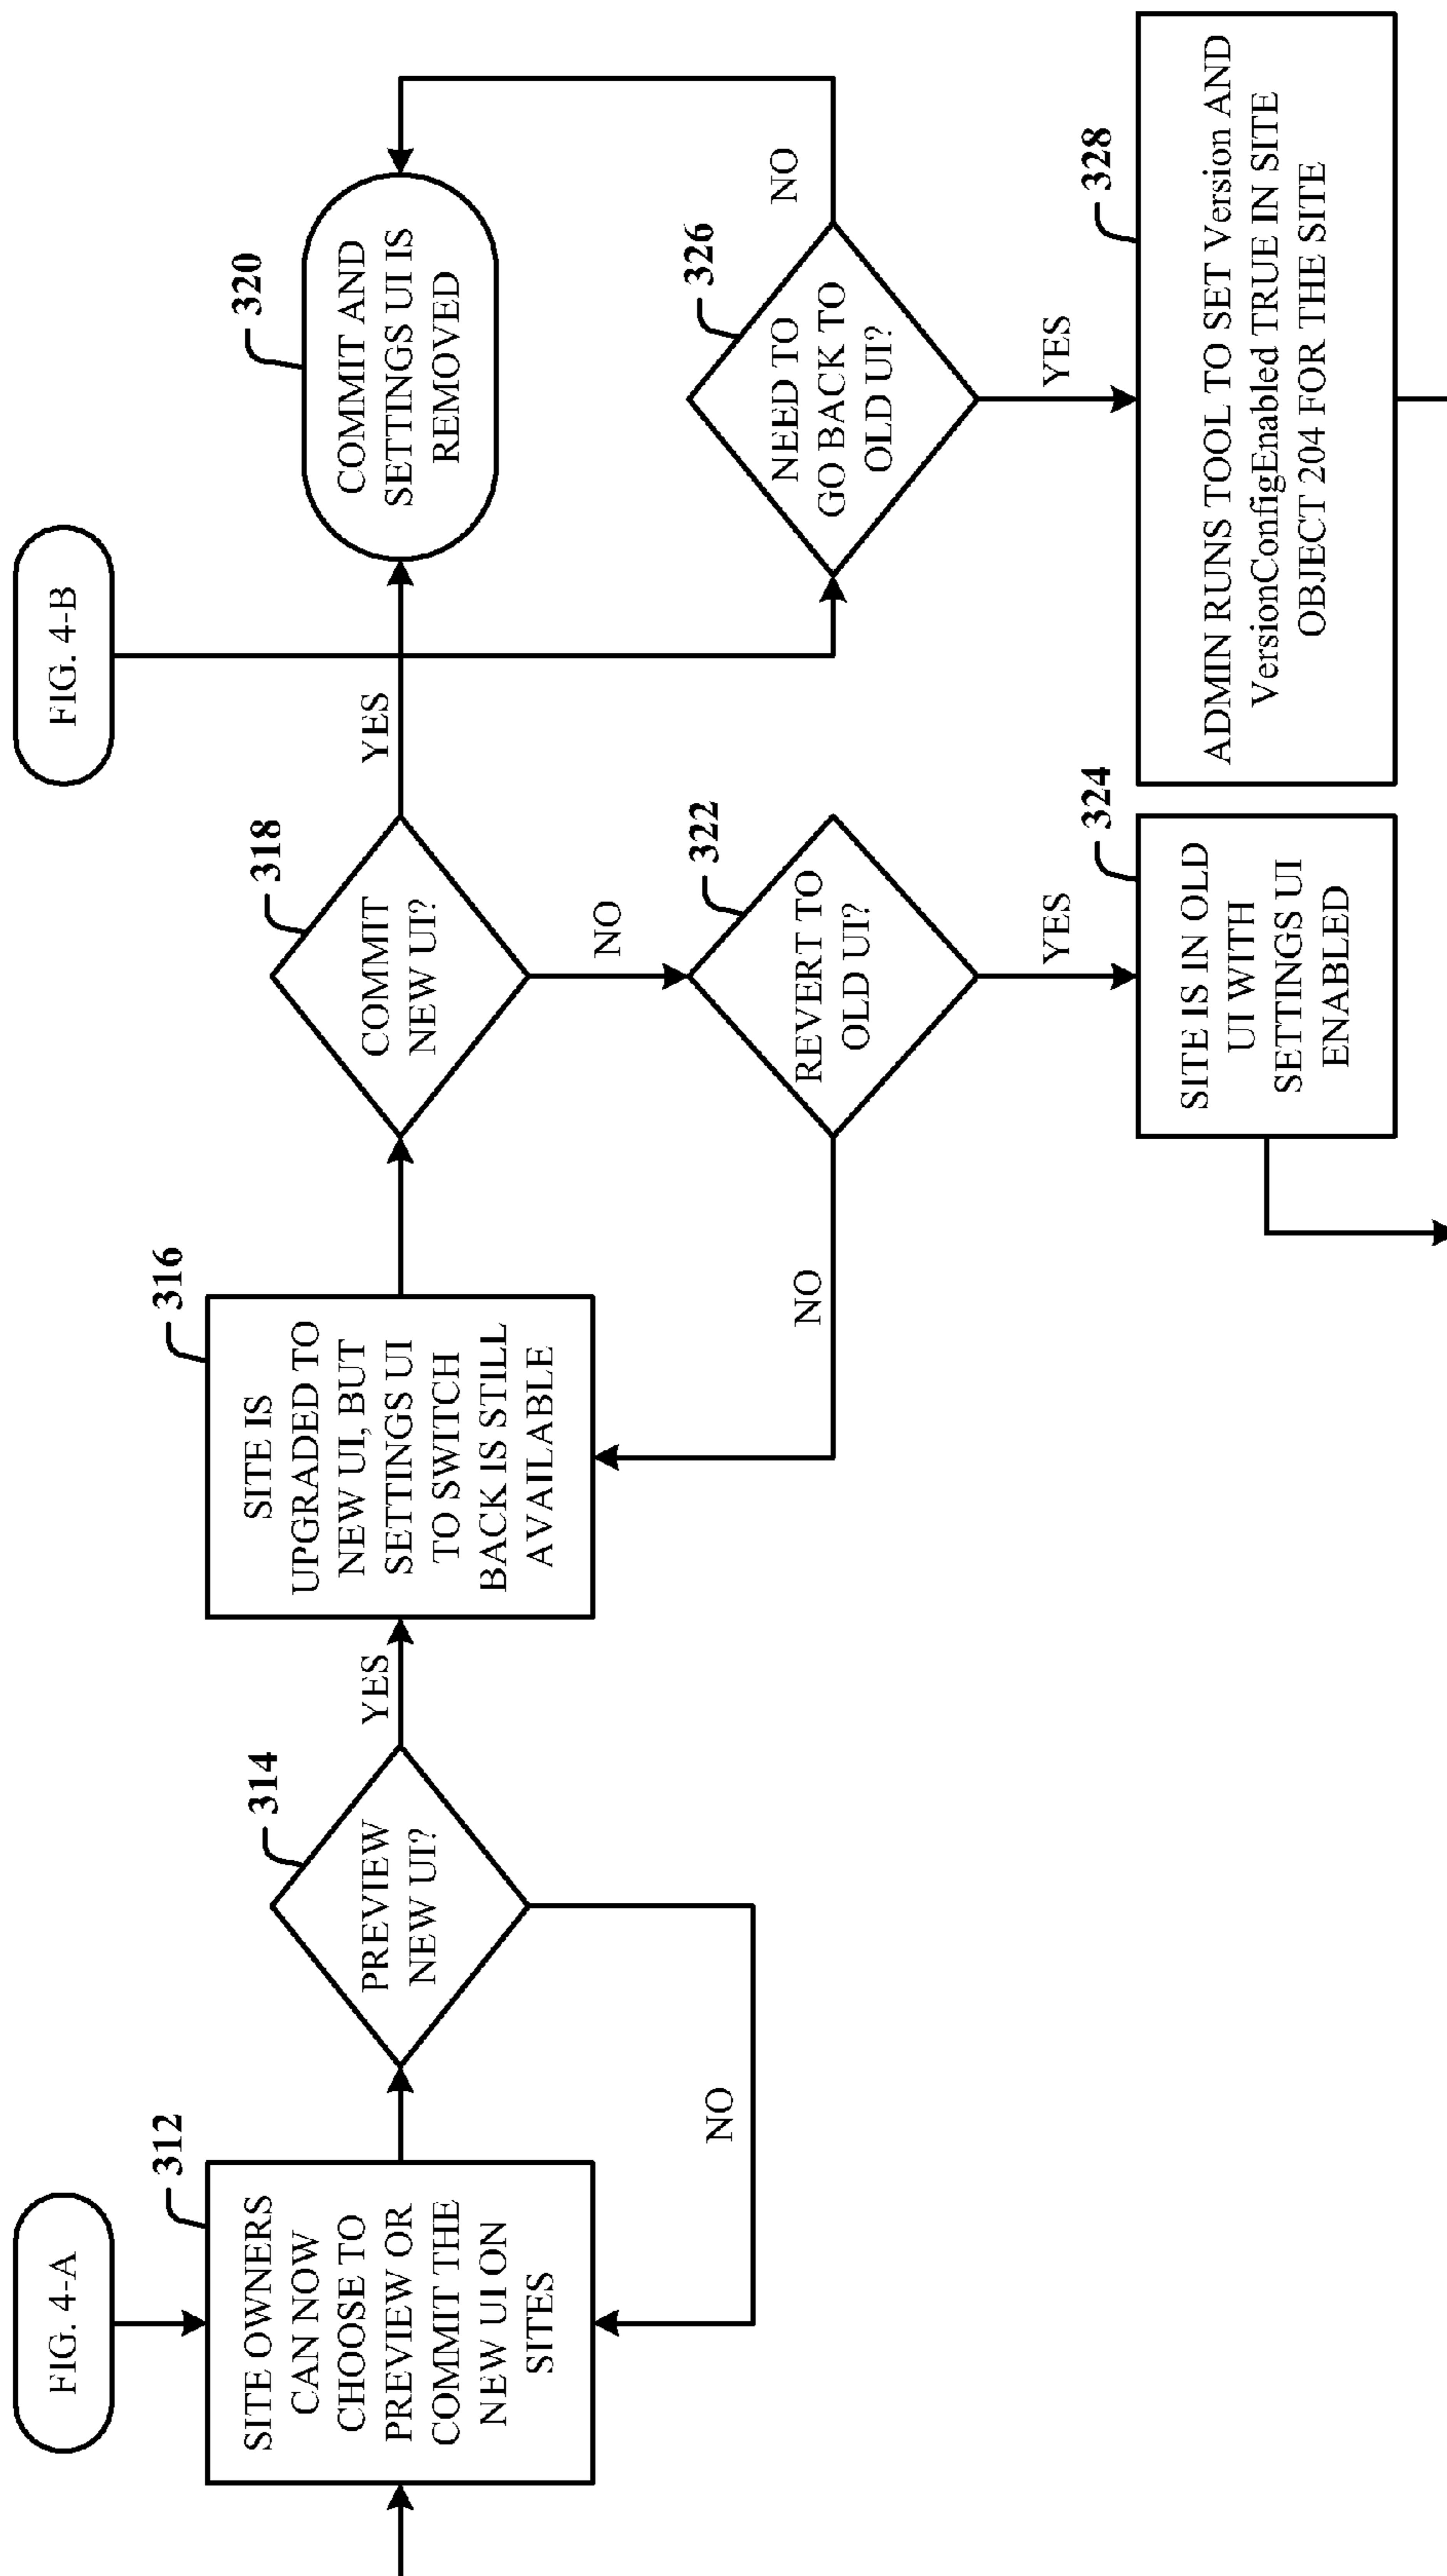 FIG. 4-A
312
SITE OWNERS
CAN NOW
CHOOSE TO
PREVIEW OR
COMMIT THE
NEW UI ON
SITES
314
PREVIEW
NEW UI?
NO
YES
316
SITE IS
UPGRADED TO
NEW UI, BUT
SETTINGS UI
TO SWITCH
BACK IS STILL
AVAILABLE
318
COMMIT
NEW UI?
YES
NO
FIG. 4-B
320
COMMIT AND
SETTINGS UI IS
REMOVED
322
REVERT TO
OLD UI?
NO
YES
324
SITE IS IN OLD
UI WITH
SETTINGS UI
ENABLED
326
NEED TO
GO BACK TO
OLD UI?
NO
YES
328
ADMIN RUNS TOOL TO SET Version AND
VersionConfigEnabled TRUE IN SITE
OBJECT 204 FOR THE SITE